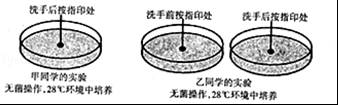 洗手后按指印处
洗手前按指印处
洗手后按指印处
甲同学的实验
无菌操作,28℃环境中培养
乙同学的实验
无菌操作,28℃环境中培养